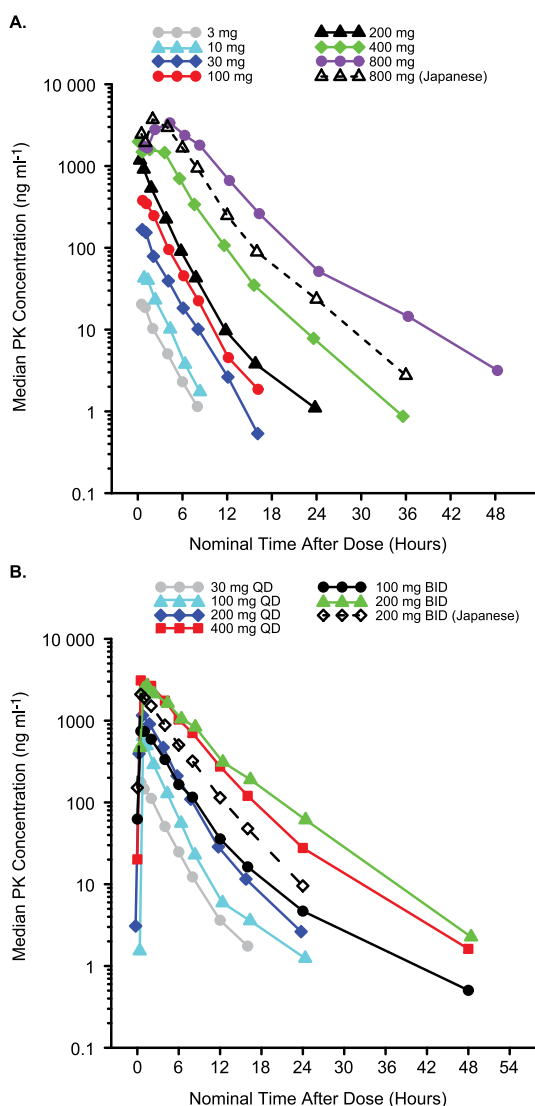 A.
3 mg
10 mg
30 mg
100 mg
200 mg
400 mg
800 mg
800 mg (Japanese)
Median PK Concentration (ng ml-1)
10 000
1000
100
10
1
0.1
0 6 12 18 24 30 36 42 48
Nominal Time After Dose (Hours)
B.
30 mg QD
100 mg QD
200 mg QD
400 mg QD
100 mg BID
200 mg BID
200 mg BID (Japanese)
Median PK Concentration (ng ml-1)
10 000
1000
100
10
1
0.1
0 6 12 18 24 30 36 42 48 54
Nominal Time After Dose (Hours)